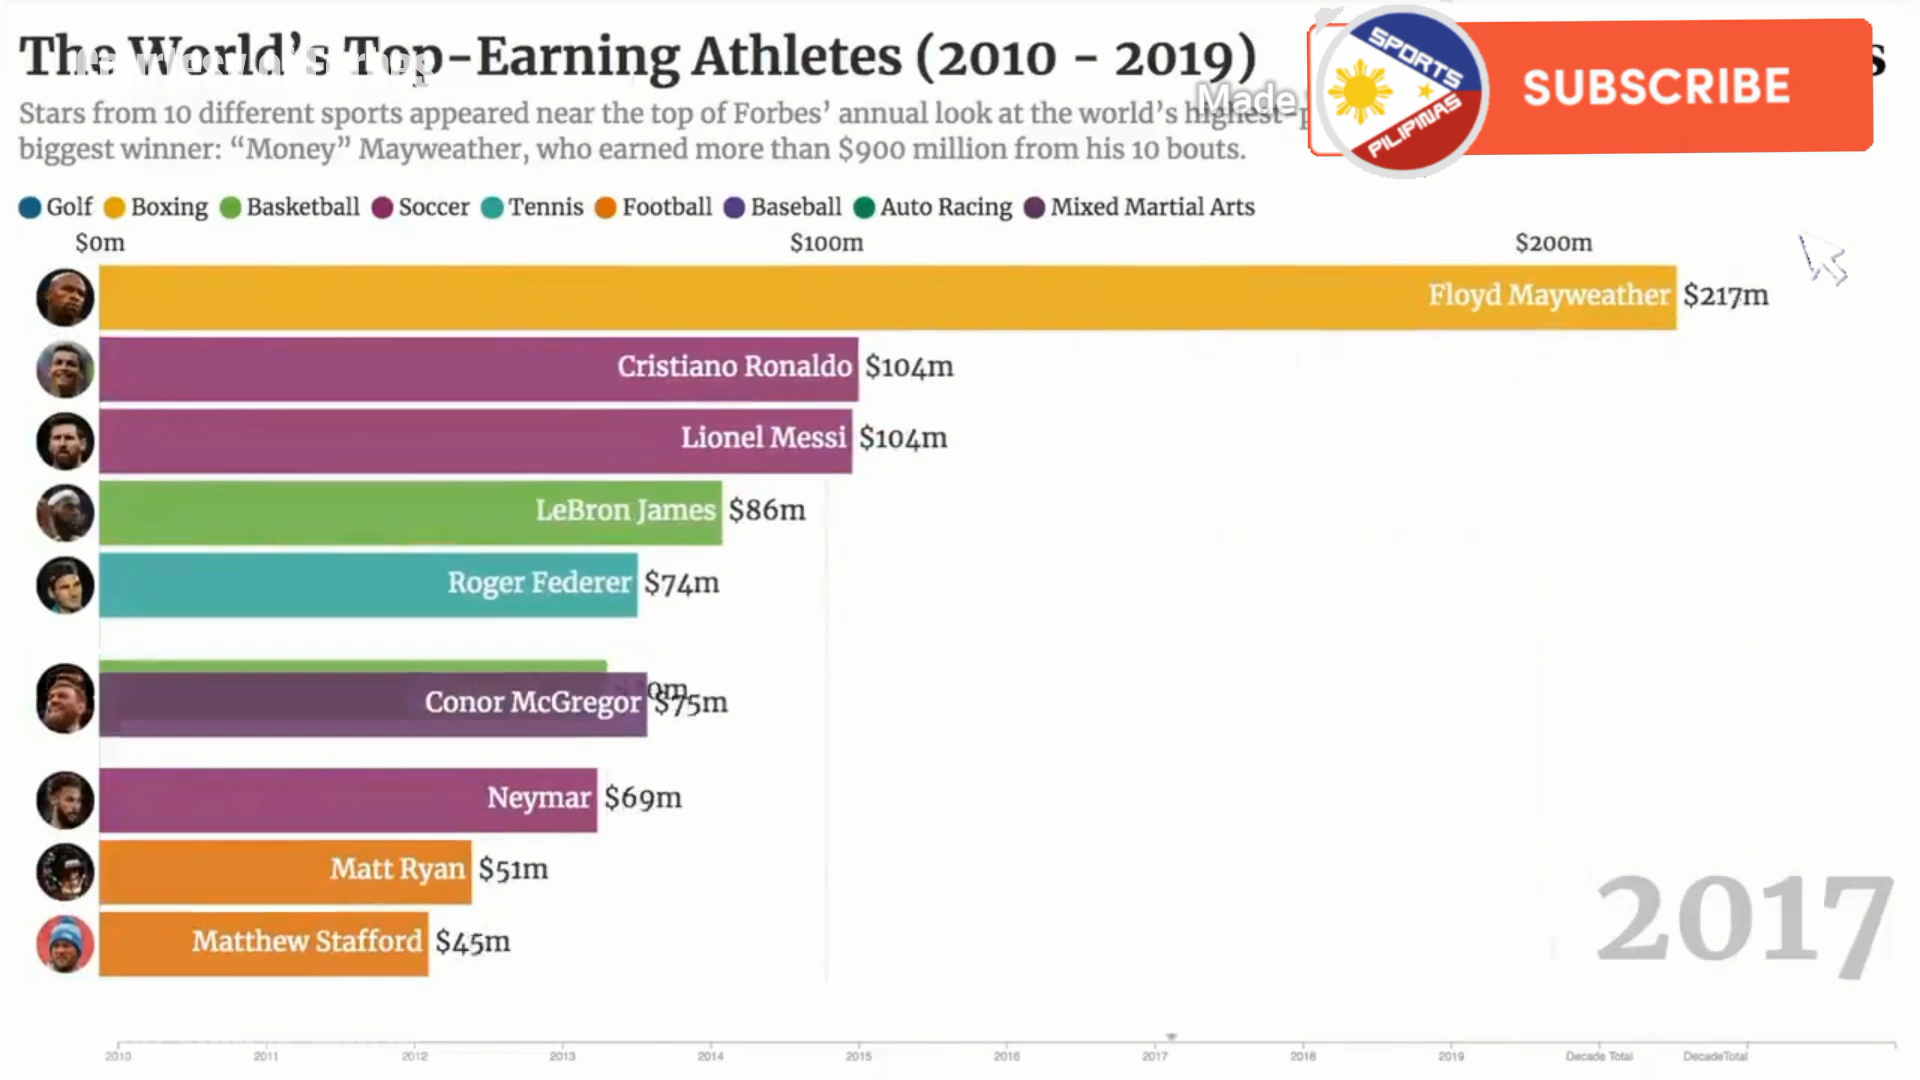 The World's Top-Earning Athletes (2010 - 2019)
Stars from 10 different sports appeared near the top of Forbes' annual look at the world's highest-p
biggest winner: "Money" Mayweather, who earned more than $900 million from his 10 bouts.
Made
SPORTS
PILIPINAS
SUBSCRIBE
s
Golf Boxing Basketball Soccer Tennis Football Baseball Auto Racing Mixed Martial Arts
$0m $100m $200m
Floyd Mayweather $217m
Cristiano Ronaldo $104m
Lionel Messi $104m
LeBron James $86m
Roger Federer $74m
Conor McGregor $75m
Neymar $69m
Matt Ryan $51m
Matthew Stafford $45m
2017
2010 2011 2012 2013 2014 2015 2016 2017 2018 2019 Decade Total DecadeTotal